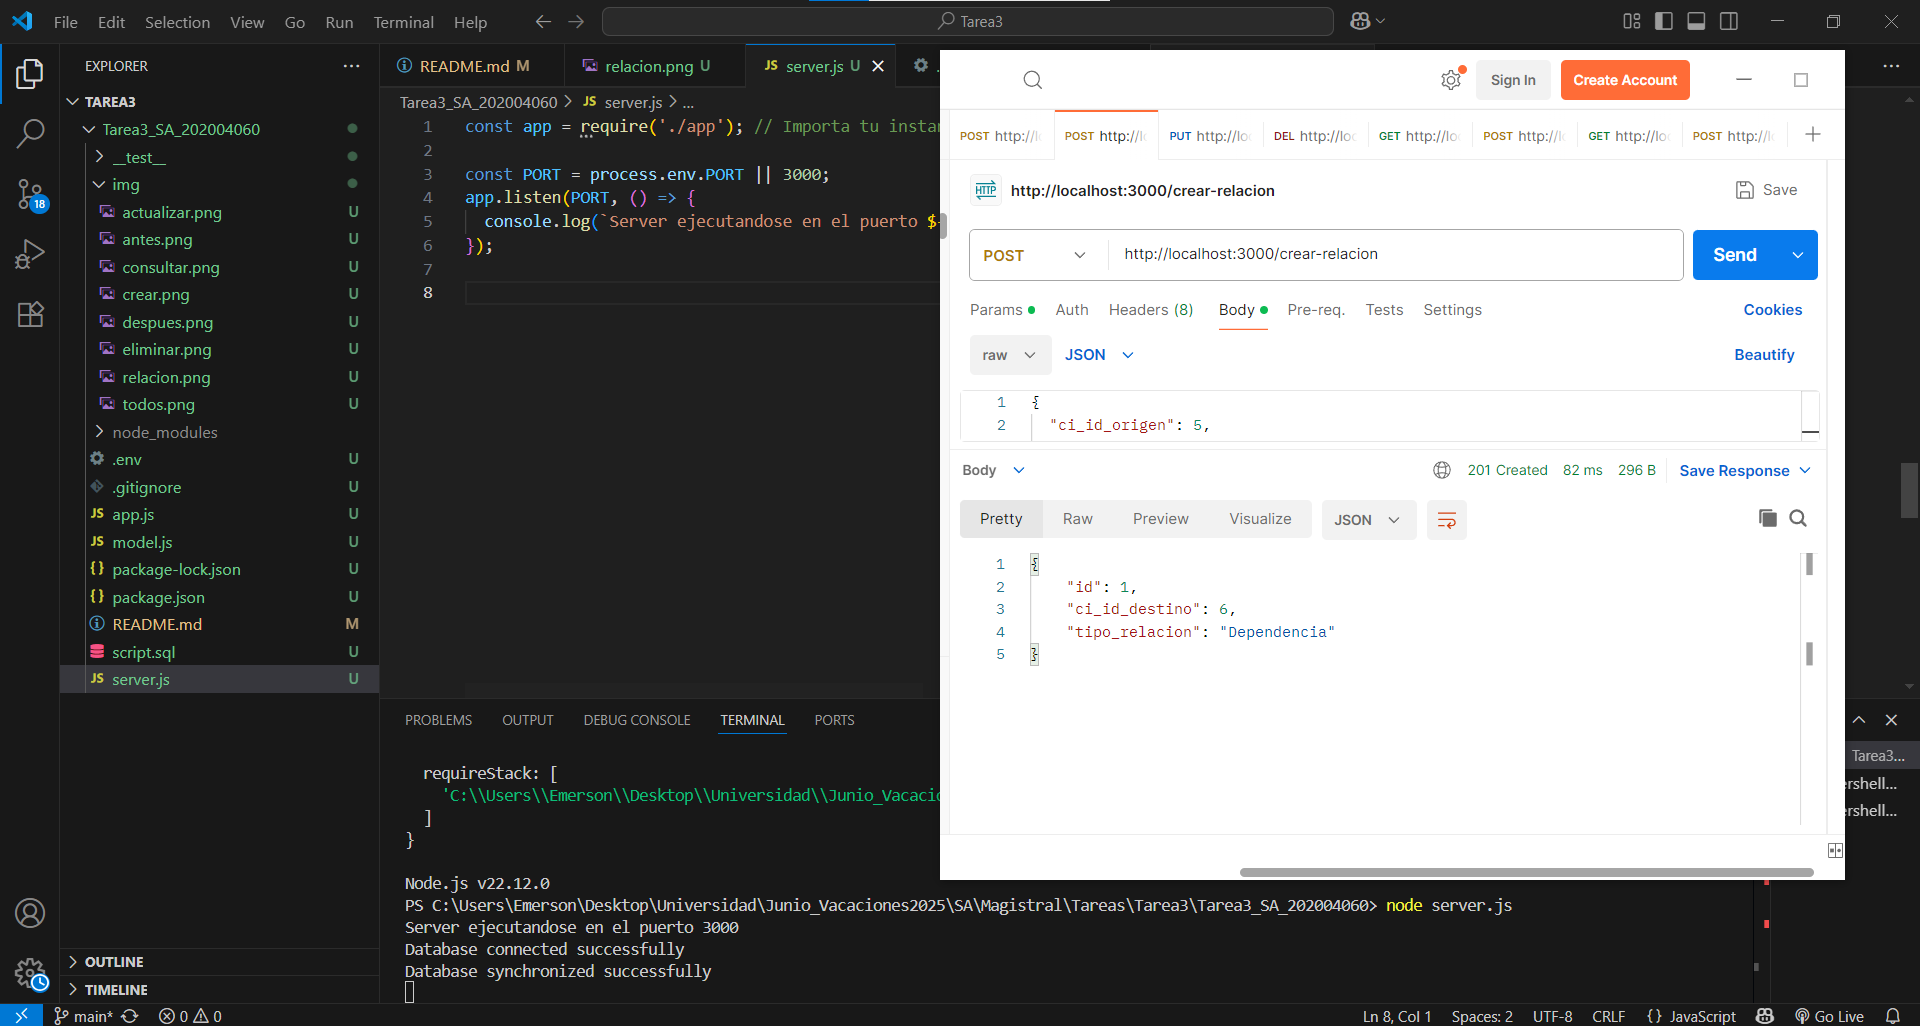 File Edit Selection View Go Run Terminal Help
Tarea3
EXPLORER
TAREA3
Tarea3_SA_202004060
__test__
img
actualizar.png U
antes.png U
consultar.png U
crear.png U
despues.png U
eliminar.png U
relacion.png U
todos.png U
node_modules
.env U
.gitignore U
JS app.js U
JS model.js U
{} package-lock.json U
{} package.json U
README.md M
script.sql U
JS server.js U
OUTLINE
TIMELINE
18
README.md M
relacion.png U
JS server.js U
Tarea3_SA_202004060 > JS server.js > ...
1 const app = require('./app'); // Importa tu
2
3 const PORT = process.env.PORT || 3000;
4 app.listen(PORT, () => {
5 console.log(`Server ejecutandose en el puerto $
6 });
7
8
PROBLEMS OUTPUT DEBUG CONSOLE TERMINAL PORTS
requireStack: [
'C:\\Users\\Emerson\\Desktop\\Universidad\\Junio_Vacacio
]
}
Node.js v22.12.0
PS C:\Users\Emerson\Desktop\Universidad\Junio_Vacaciones2025\SA\Magistral\Tareas\Tarea3\Tarea3_SA_202004060> node server.js
Server ejecutandose en el puerto 3000
Database connected successfully
Database synchronized successfully
Tarea3...
ershell...
ershell...
Sign In Create Account
POST http://l POST http://l PUT http://lo DEL http://loc GET http://lo POST http://l GET http://lo POST http://l
HTTP http://localhost:3000/crear-relacion Save
POST http://localhost:3000/crear-relacion Send
Params Auth Headers (8) Body Pre-req. Tests Settings Cookies
raw JSON Beautify
1 {
2 "ci_id_origen": 5,
Body 201 Created 82 ms 296 B Save Response
Pretty Raw Preview Visualize JSON
1 {
2 "id": 1,
3 "ci_id_destino": 6,
4 "tipo_relacion": "Dependencia"
5 }
main* 0 0 Ln 8, Col 1 Spaces: 2 UTF-8 CRLF {} JavaScript Go Live